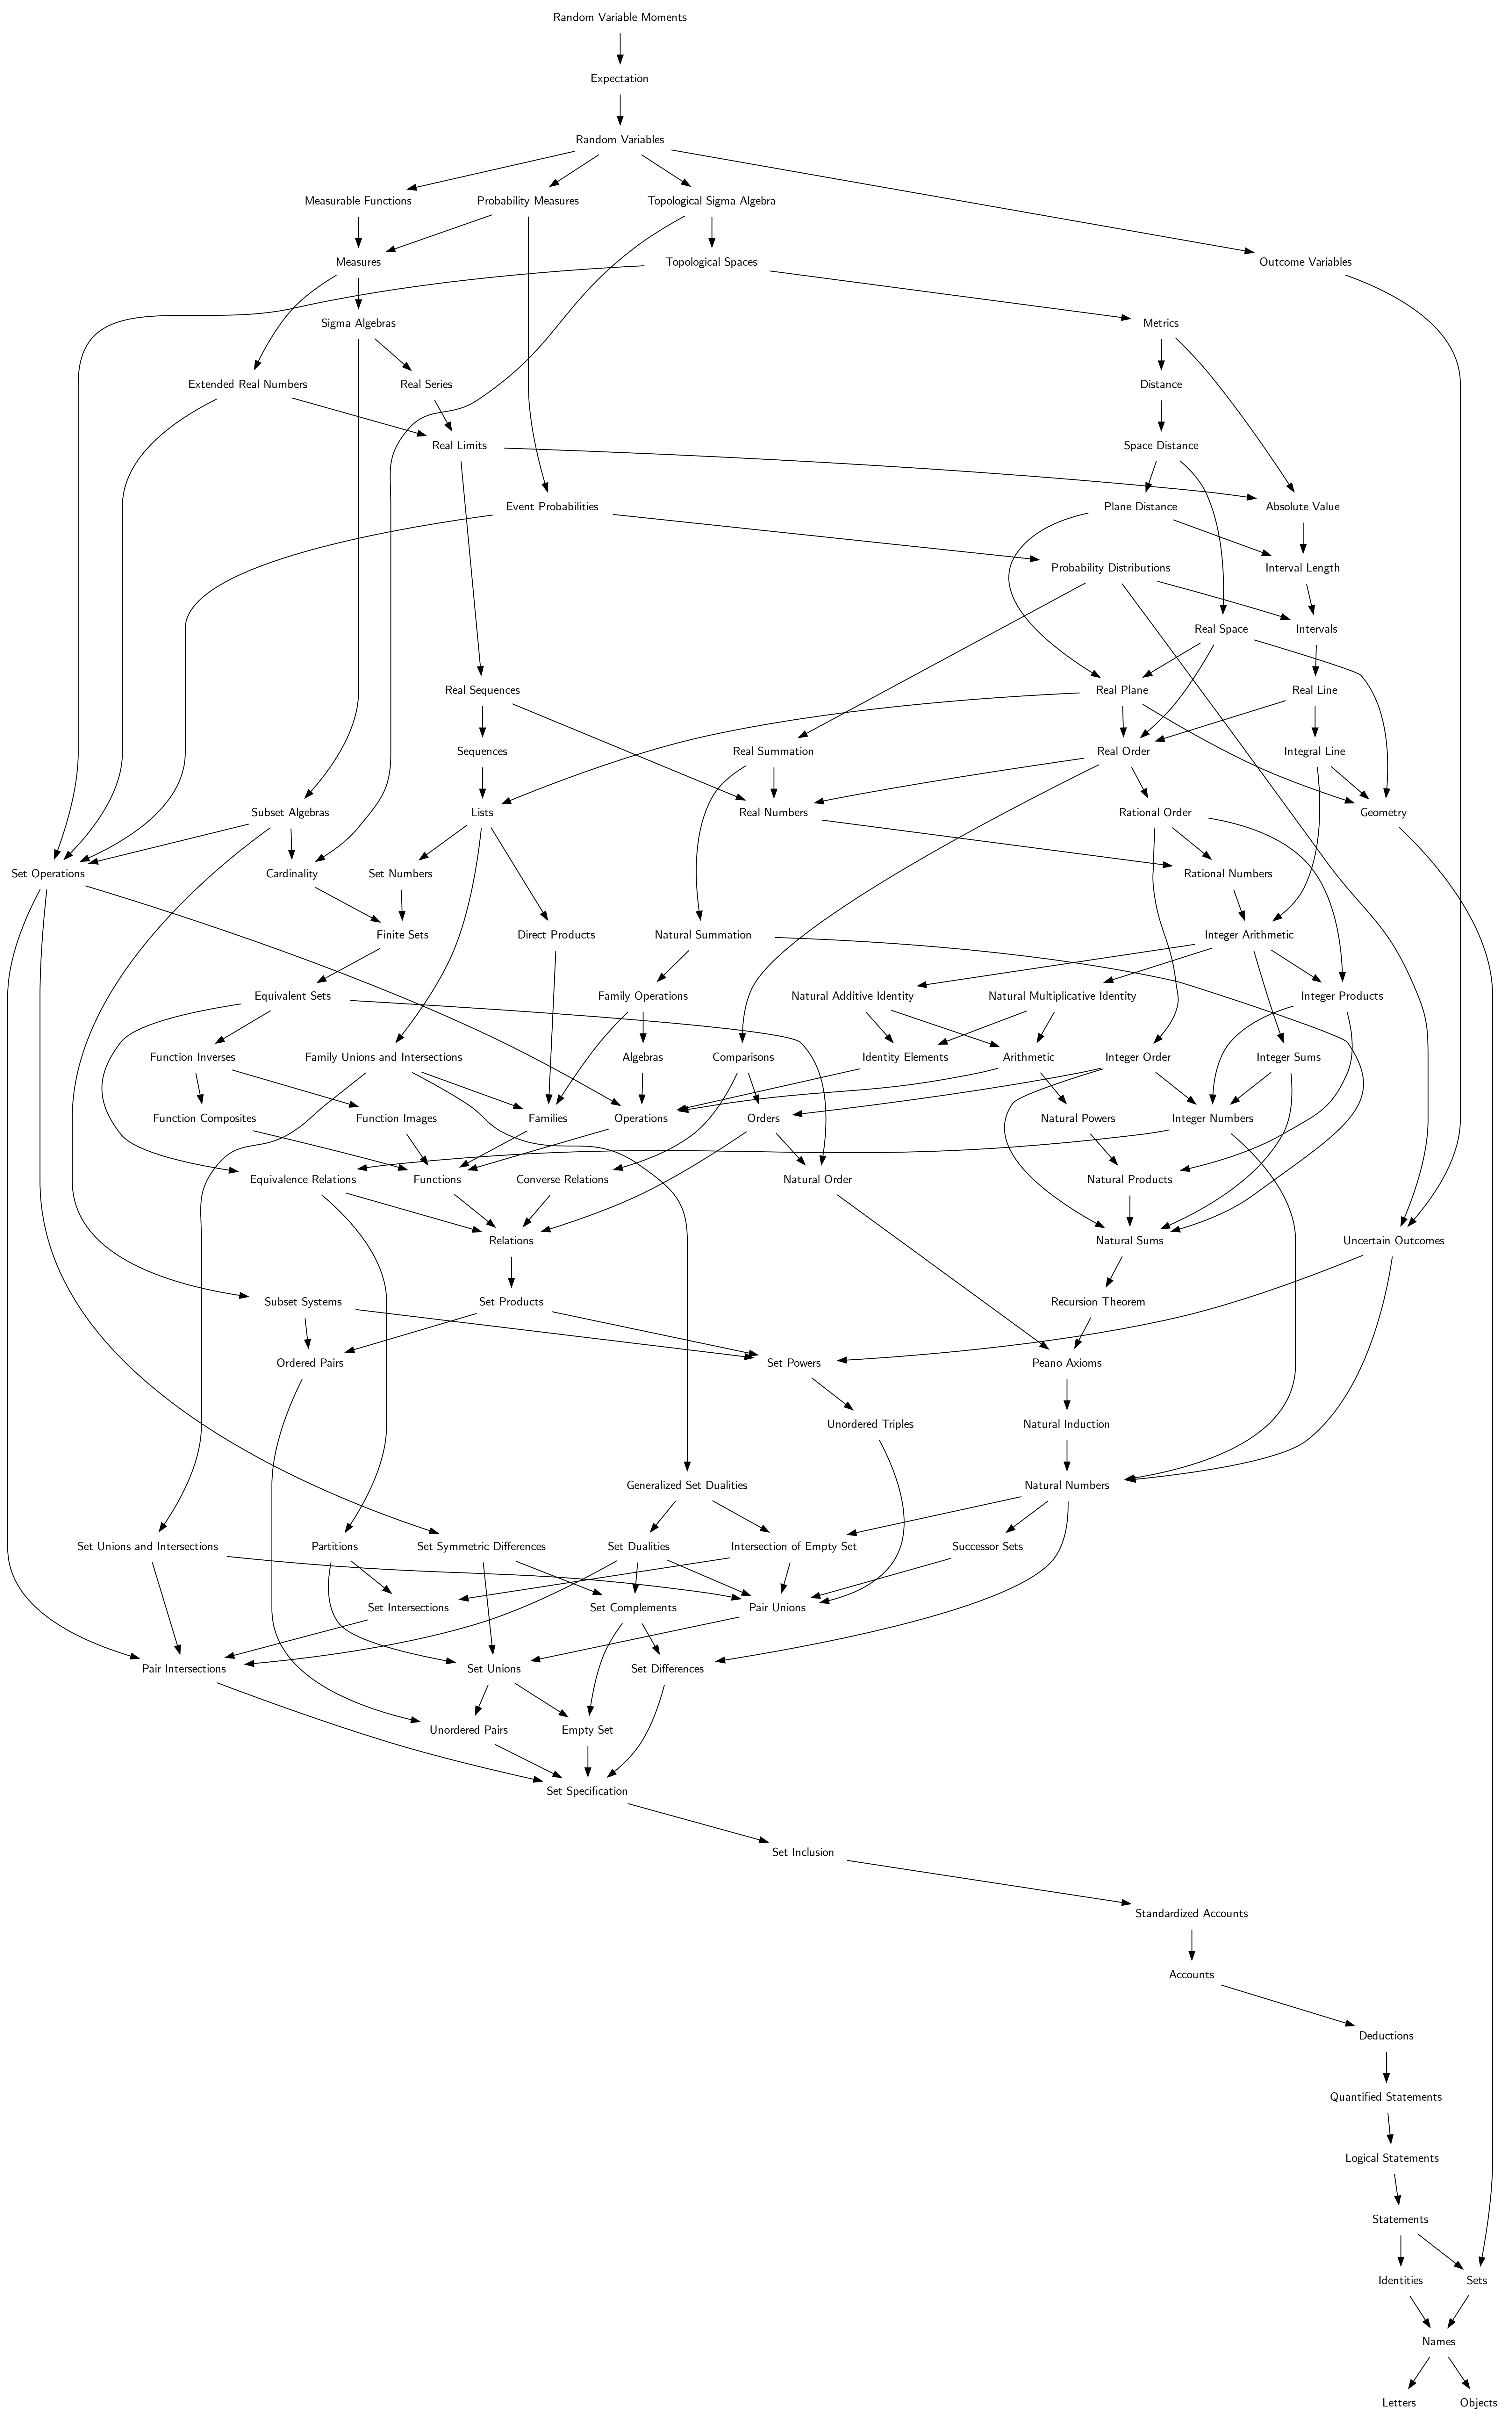 Random Variable Moments
Expectation
Random Variables
Measurable Functions
Probability Measures
Topological Sigma Algebra
Measures
Topological Spaces
Outcome Variables
Sigma Algebras
Metrics
Extended Real Numbers
Real Series
Distance
Real Limits
Space Distance
Event Probabilities
Plane Distance
Absolute Value
Probability Distributions
Interval Length
Real Space
Intervals
Real Sequences
Real Plane
Real Line
Sequences
Real Summation
Real Order
Integral Line
Subset Algebras
Lists
Real Numbers
Rational Order
Geometry
Set Operations
Cardinality
Set Numbers
Rational Numbers
Finite Sets
Direct Products
Natural Summation
Integer Arithmetic
Equivalent Sets
Family Operations
Natural Additive Identity
Natural Multiplicative Identity
Integer Products
Function Inverses
Family Unions and Intersections
Algebras
Comparisons
Identity Elements
Arithmetic
Integer Order
Integer Sums
Function Composites
Function Images
Families
Operations
Orders
Natural Powers
Integer Numbers
Equivalence Relations
Functions
Converse Relations
Natural Order
Natural Products
Relations
Natural Sums
Uncertain Outcomes
Subset Systems
Set Products
Recursion Theorem
Ordered Pairs
Set Powers
Peano Axioms
Unordered Triples
Natural Induction
Generalized Set Dualities
Natural Numbers
Set Unions and Intersections
Partitions
Set Symmetric Differences
Set Dualities
Intersection of Empty Set
Successor Sets
Set Intersections
Set Complements
Pair Unions
Pair Intersections
Set Unions
Set Differences
Unordered Pairs
Empty Set
Set Specification
Set Inclusion
Standardized Accounts
Accounts
Deductions
Quantified Statements
Logical Statements
Statements
Identities
Sets
Names
Letters
Objects